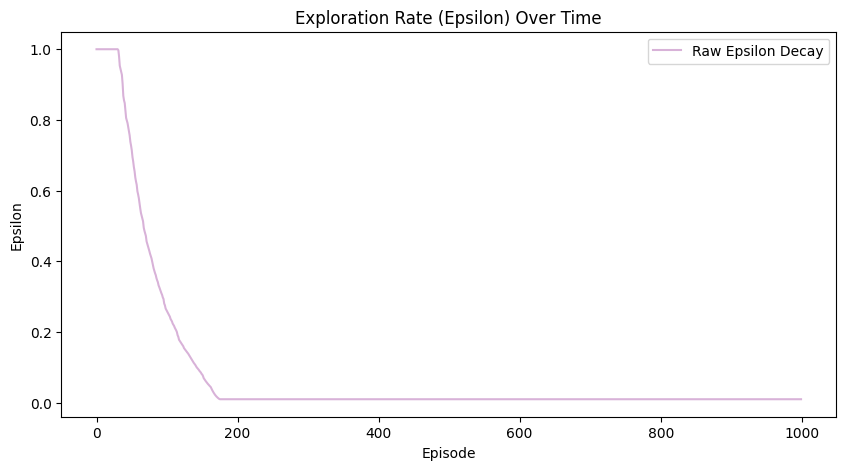 Exploration Rate (Epsilon) Over Time
Raw Epsilon Decay
1.0
0.8
0.6
0.4
0.2
0.0
Epsilon
0 200 400 600 800 1000
Episode